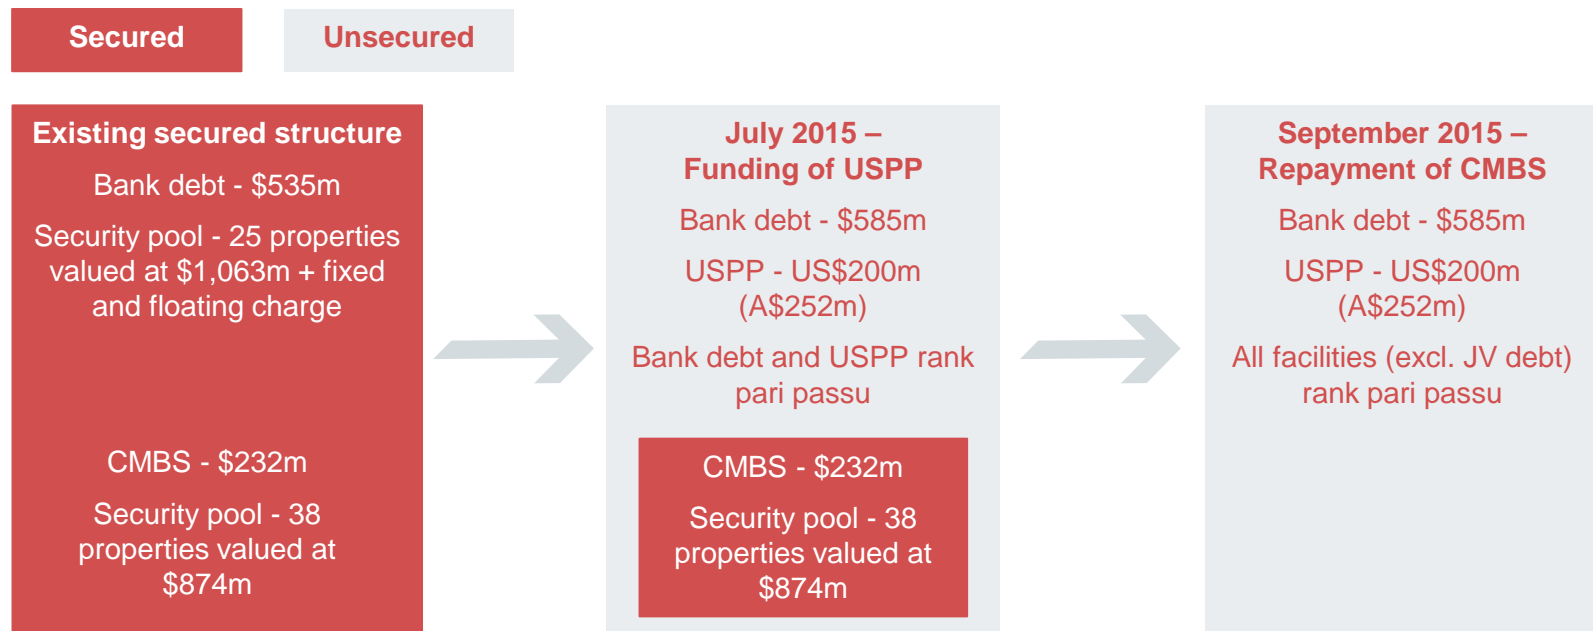 Secured
Unsecured
Existing secured structure
Bank debt - $535m
Security pool - 25 properties
valued at $1,063m + fixed
and floating charge
CMBS - $232m
Security pool - 38
properties valued at
$874m
July 2015 –
Funding of USPP
Bank debt - $585m
USPP - US$200m
(A$252m)
Bank debt and USPP rank
pari passu
CMBS - $232m
Security pool - 38
properties valued at
$874m
September 2015 –
Repayment of CMBS
Bank debt - $585m
USPP - US$200m
(A$252m)
All facilities (excl. JV debt)
rank pari passu